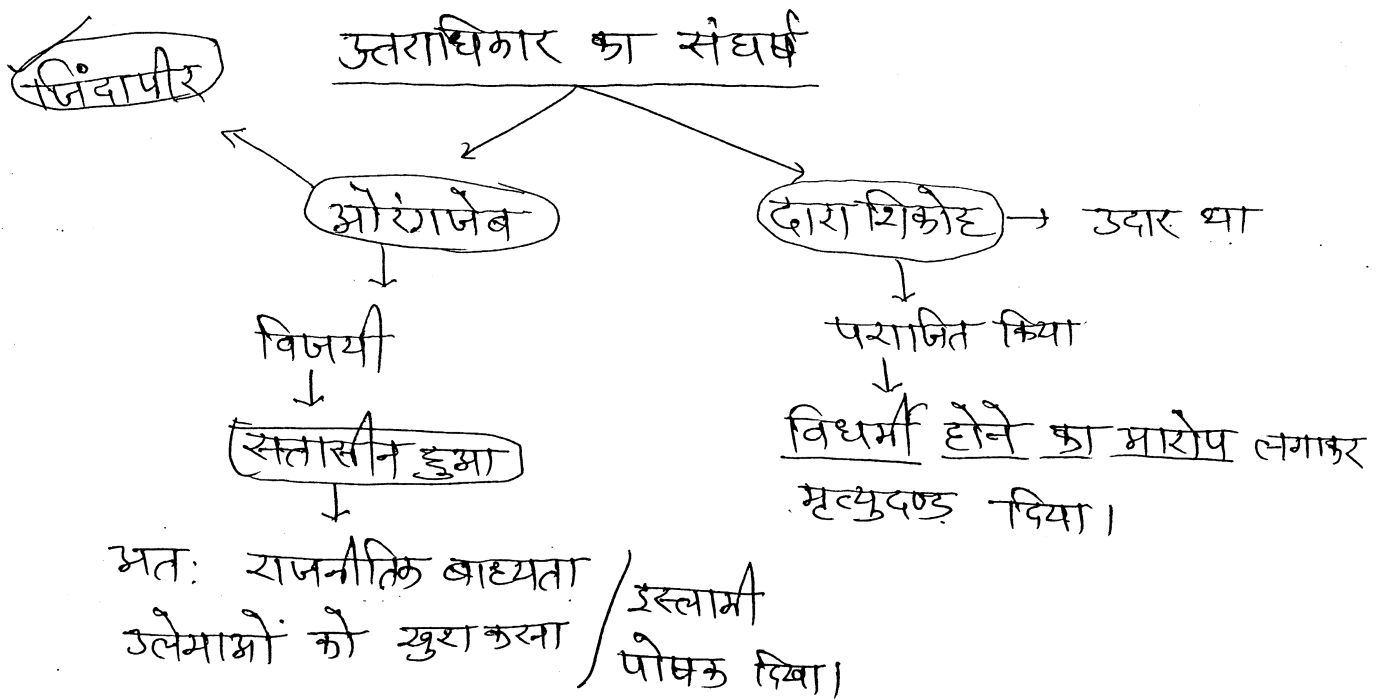 उत्तराधिकार का संघर्ष
जिंदापीर
औरंगजेब
दारा शिकोह → उदार था
विजयी
पराजित किया
सत्तासीन हुआ
विधर्मी होने का आरोप लगाकर
मृत्युदण्ड दिया।
अतः राजनीतिक बाध्यता
उलेमाओं को खुश करना
/ इस्लामी
पोषक दिखा।